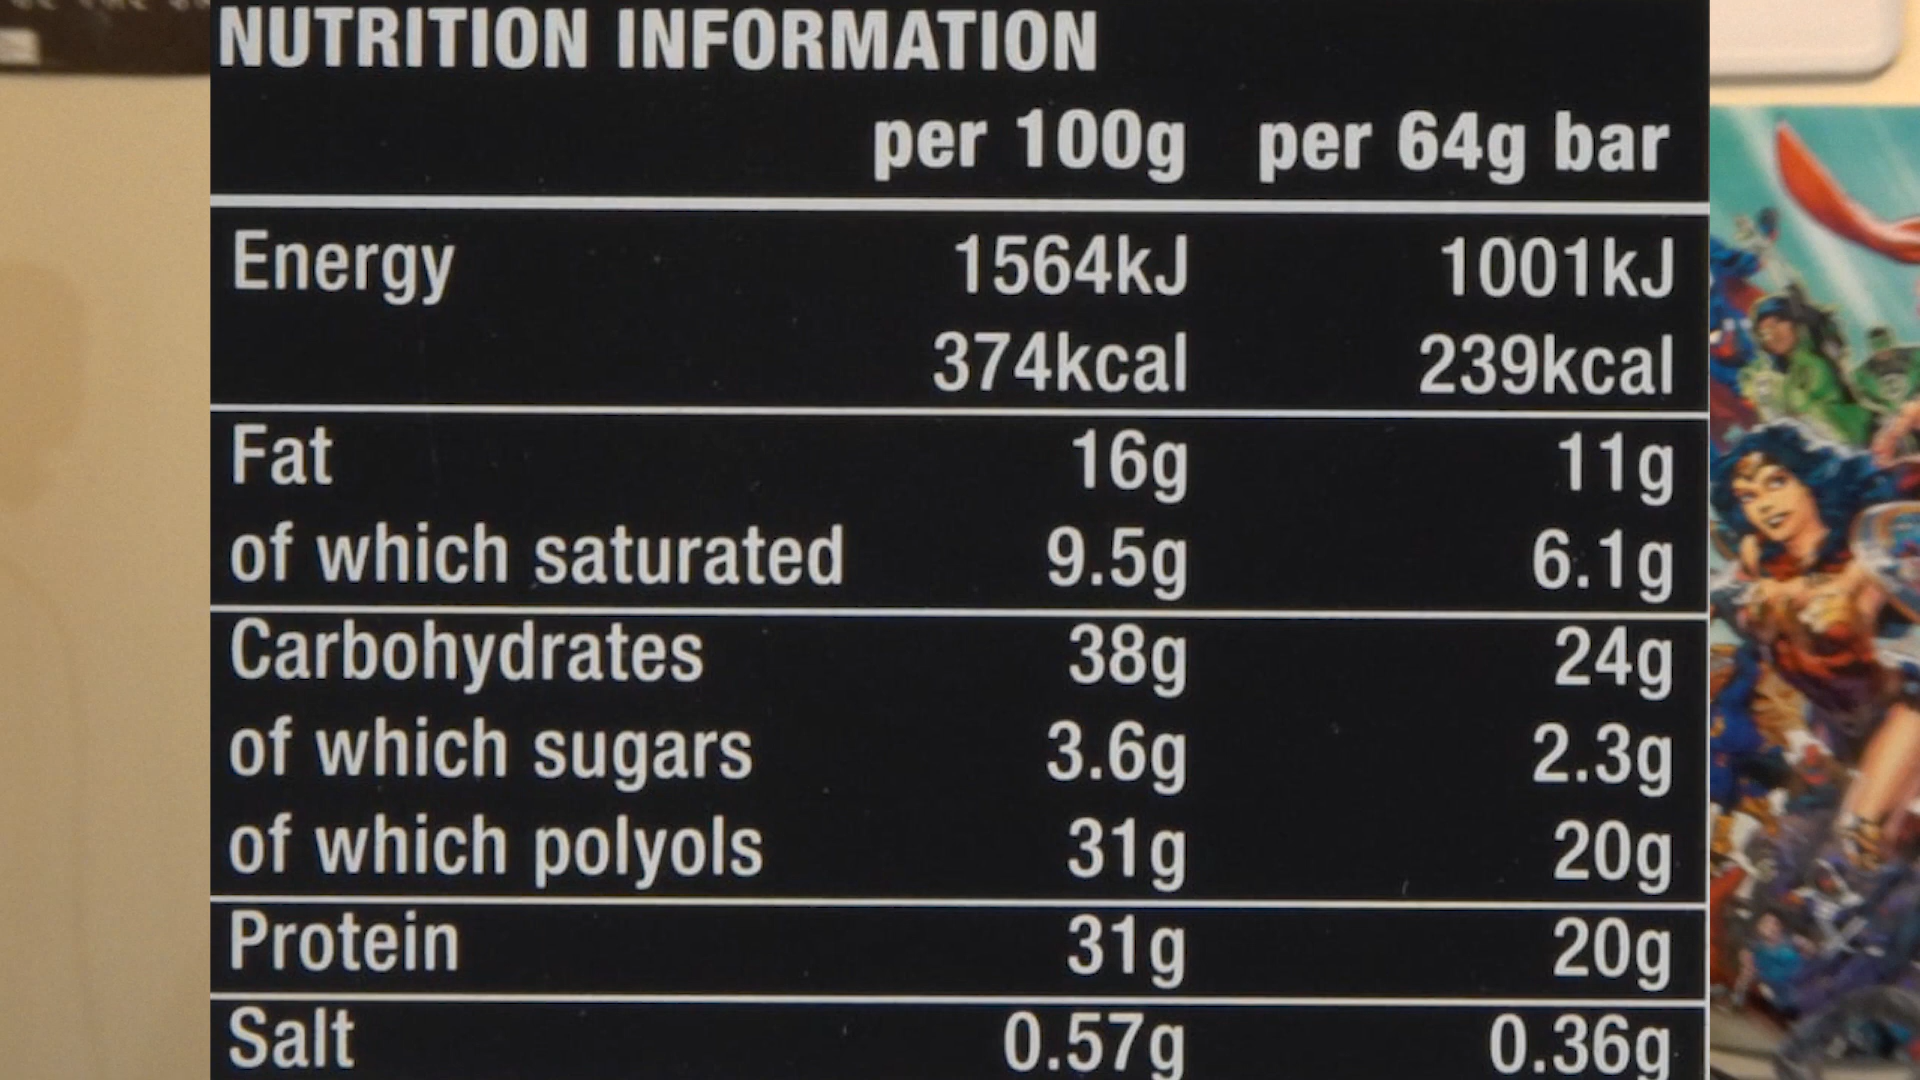 NUTRITION INFORMATION
per 100g per 64g bar
Energy 1564kJ 1001kJ
374kcal 239kcal
Fat 16g 11g
of which saturated 9.5g 6.1g
Carbohydrates 38g 24g
of which sugars 3.6g 2.3g
of which polyols 31g 20g
Protein 31g 20g
Salt 0.57g 0.36g